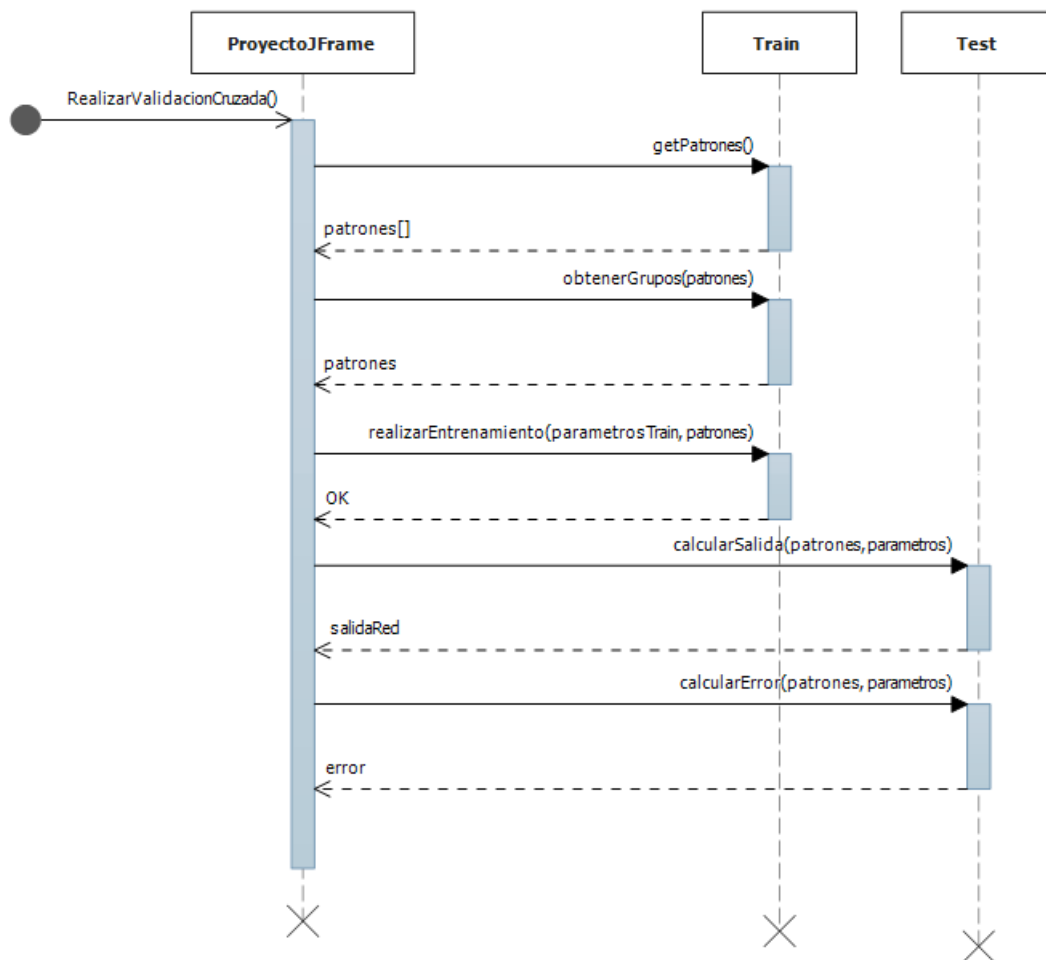 ProyectoJFrame
Train
Test
RealizarValidacionCruzada()
getPatrones()
patrones[]
obtenerGrupos(patrones)
patrones
realizarEntrenamiento(parametrosTrain, patrones)
OK
calcularSalida(patrones,parametros)
salidaRed
calcularError(patrones, parametros)
error